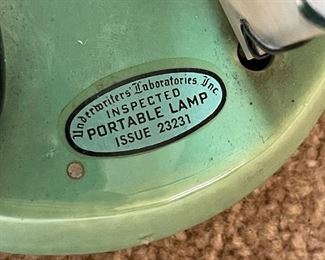 Underwriters' Laboratories, Inc.
INSPECTED
PORTABLE LAMP
ISSUE 23231